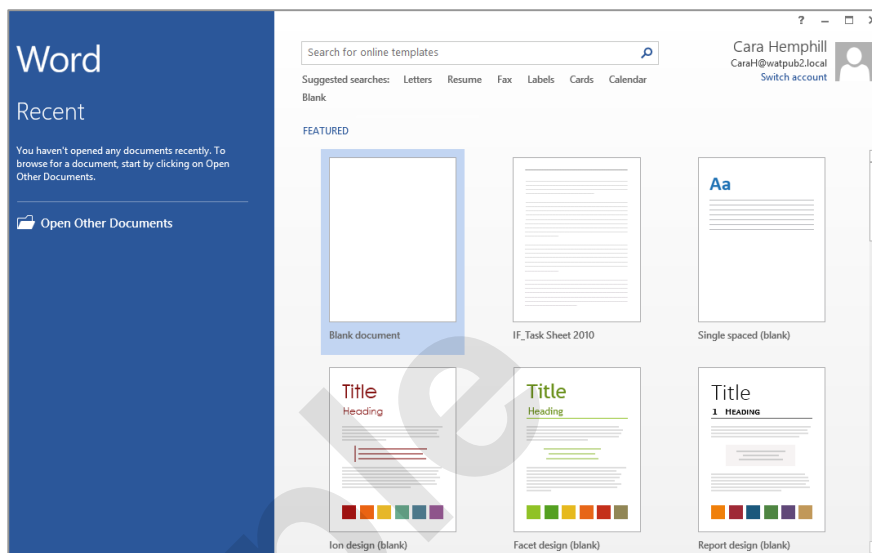 Word
Recent
You haven't opened any documents recently. To
browse for a document, start by clicking on Open
Other Documents.
Open Other Documents
?
Search for online templates
Suggested searches: Letters Resume Fax Labels Cards Calendar
Blank
Cara Hemphill
CaraH@watpub2.local
Switch account
FEATURED
Blank document
IF_Task Sheet 2010
Aa
Single spaced (blank)
Title
Heading
Ion design (blank)
Title
Heading
Facet design (blank)
Title
1 HEADING
Report design (blank)
ple